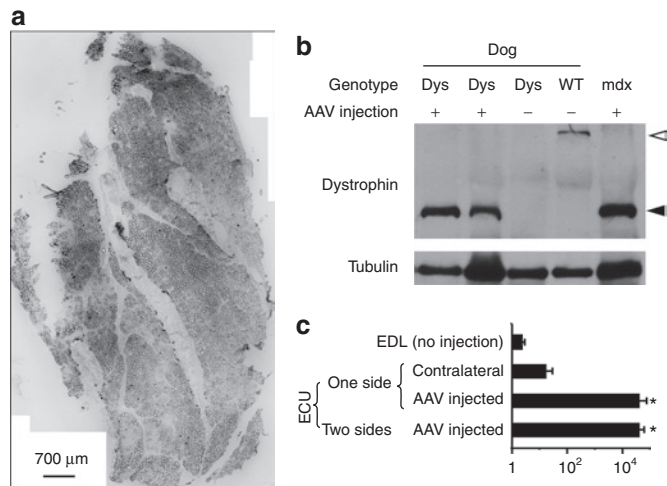 a
700 µm
b
Dog
Genotype Dys Dys Dys WT mdx
AAV injection + + − − +
Dystrophin
Tubulin
c
EDL (no injection)
Contralateral
One side
AAV injected *
ECU
Two sides AAV injected *
1 10² 10⁴